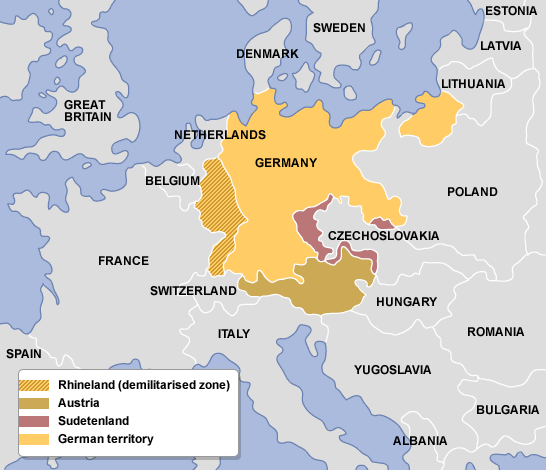 ESTONIA
SWEDEN
LATVIA
DENMARK
LITHUANIA
GREAT
BRITAIN
NETHERLANDS
GERMANY
BELGIUM
POLAND
CZECHOSLOVAKIA
FRANCE
SWITZERLAND
HUNGARY
ITALY
ROMANIA
SPAIN
YUGOSLAVIA
Rhineland (demilitarised zone)
Austria
Sudetenland
German territory
BULGARIA
ALBANIA